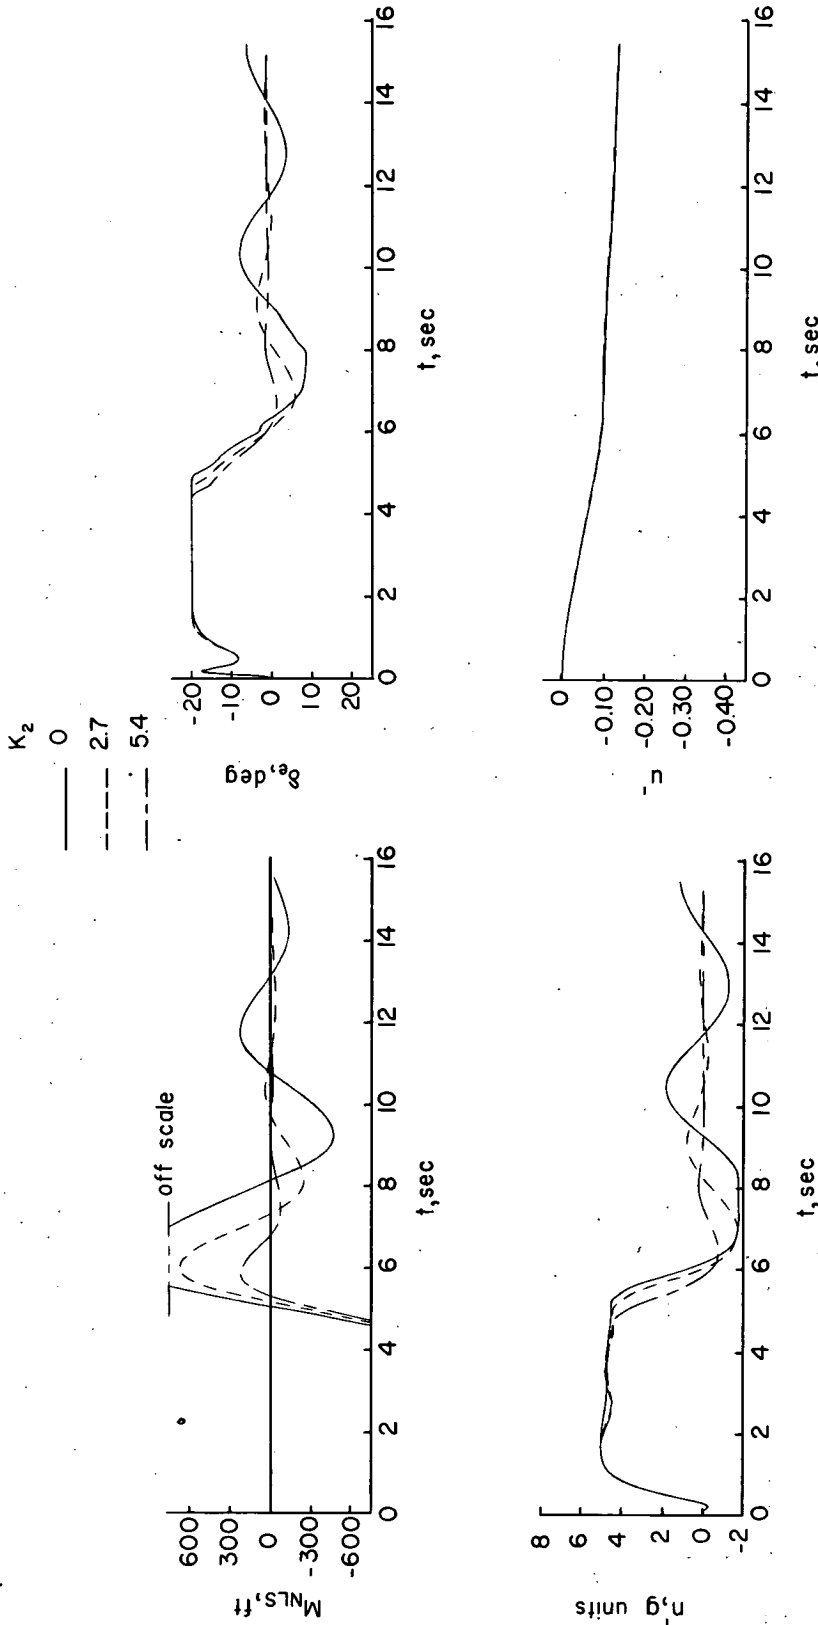 K₂
0
2.7
5.4
M_NLS, ft
600
300
0
-300
-600
off scale
0 2 4 6 8 10 12 14 16
t, sec
δₑ, deg
-20
-10
0
10
20
0 2 4 6 8 10 12 14 16
t, sec
n', g units
8
6
4
2
0
-2
0 2 4 6 8 10 12 14 16
t, sec
u'
0
-0.10
-0.20
-0.30
-0.40
0 2 4 6 8 10 12 14 16
t, sec